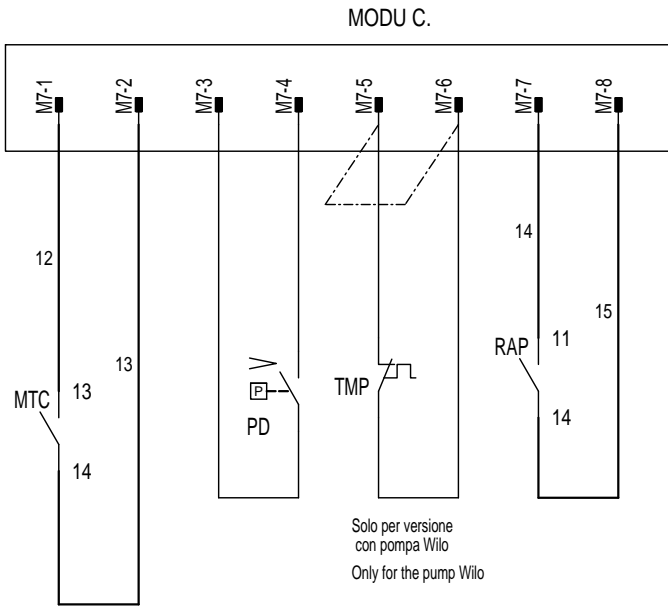 MODU C.
M7-1
M7-2
M7-3
M7-4
M7-5
M7-6
M7-7
M7-8
12
14
15
13
13
MTC
14
P
PD
TMP
RAP
11
14
Solo per versione
con pompa Wilo
Only for the pump Wilo